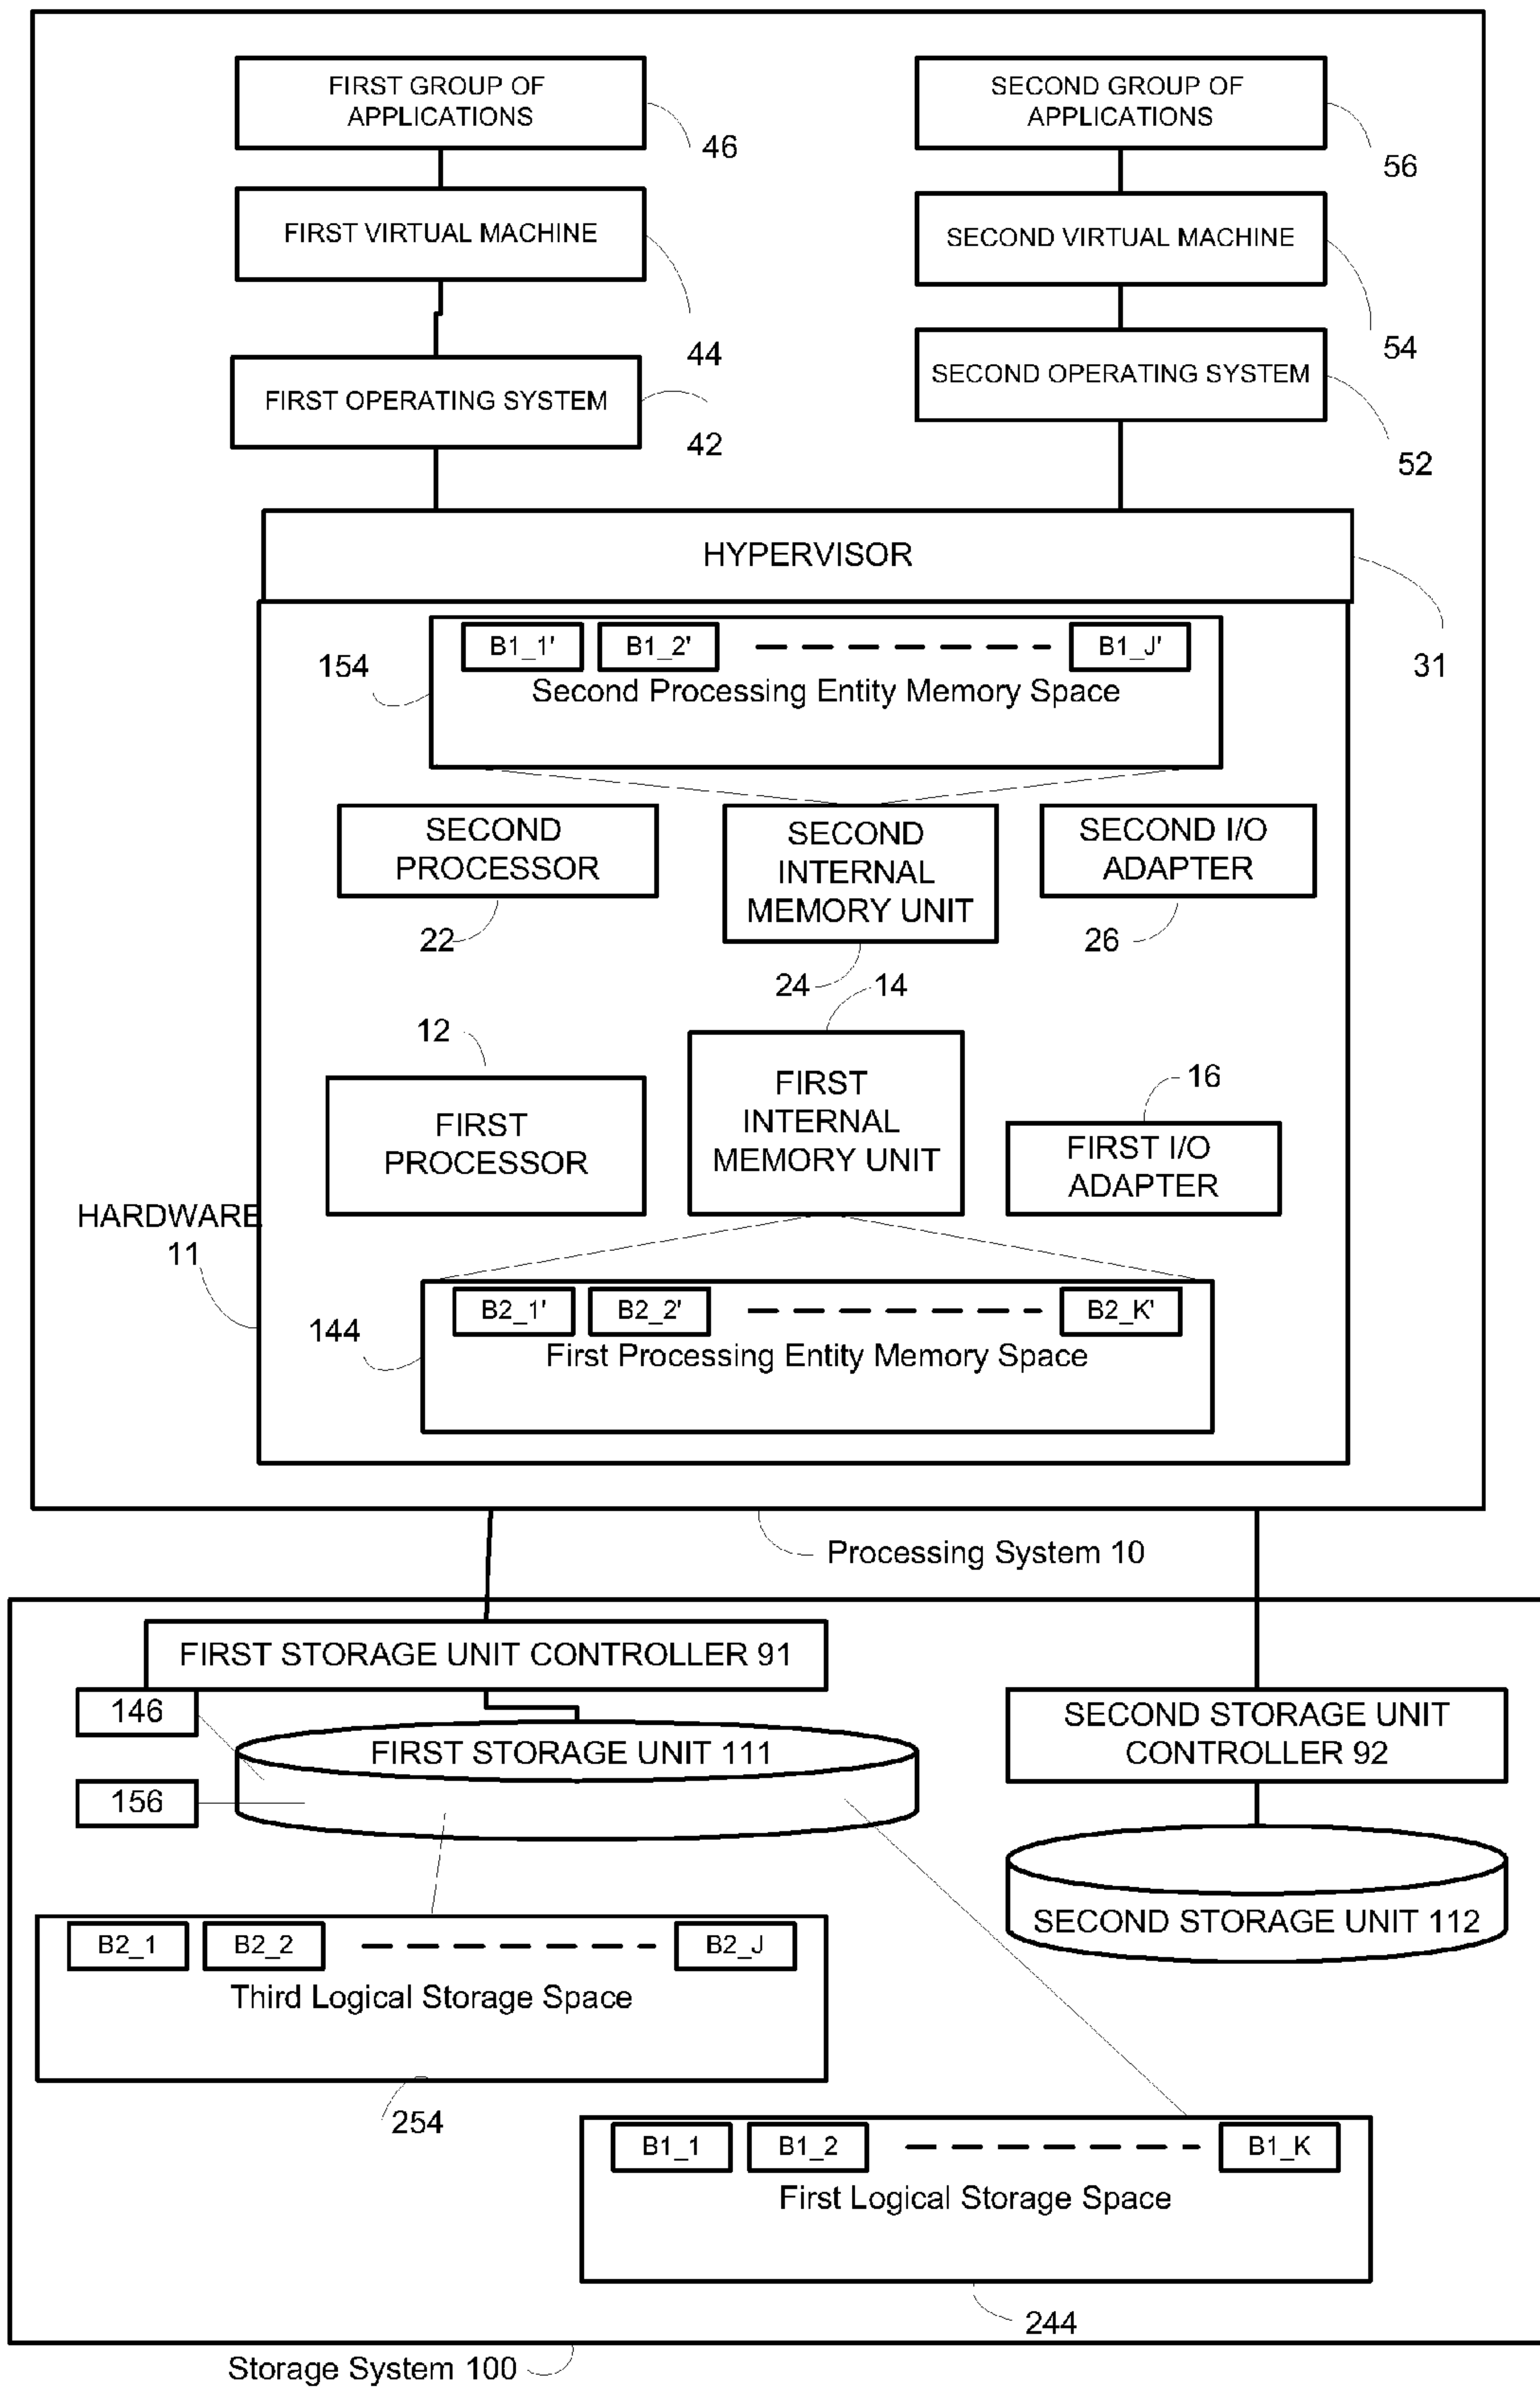 FIRST GROUP OF
APPLICATIONS
46
SECOND GROUP OF
APPLICATIONS
56
FIRST VIRTUAL MACHINE
44
SECOND VIRTUAL MACHINE
54
FIRST OPERATING SYSTEM
42
SECOND OPERATING SYSTEM
52
HYPERVISOR
31
154
B1_1'
B1_2'
B1_J'
Second Processing Entity Memory Space
SECOND
PROCESSOR
22
SECOND
INTERNAL
MEMORY UNIT
24
SECOND I/O
ADAPTER
26
12
FIRST
PROCESSOR
14
FIRST
INTERNAL
MEMORY UNIT
16
FIRST I/O
ADAPTER
HARDWARE
11
144
B2_1'
B2_2'
B2_K'
First Processing Entity Memory Space
Processing System 10
FIRST STORAGE UNIT CONTROLLER 91
146
156
FIRST STORAGE UNIT 111
SECOND STORAGE UNIT
CONTROLLER 92
SECOND STORAGE UNIT 112
B2_1
B2_2
B2_J
Third Logical Storage Space
254
B1_1
B1_2
B1_K
First Logical Storage Space
244
Storage System 100